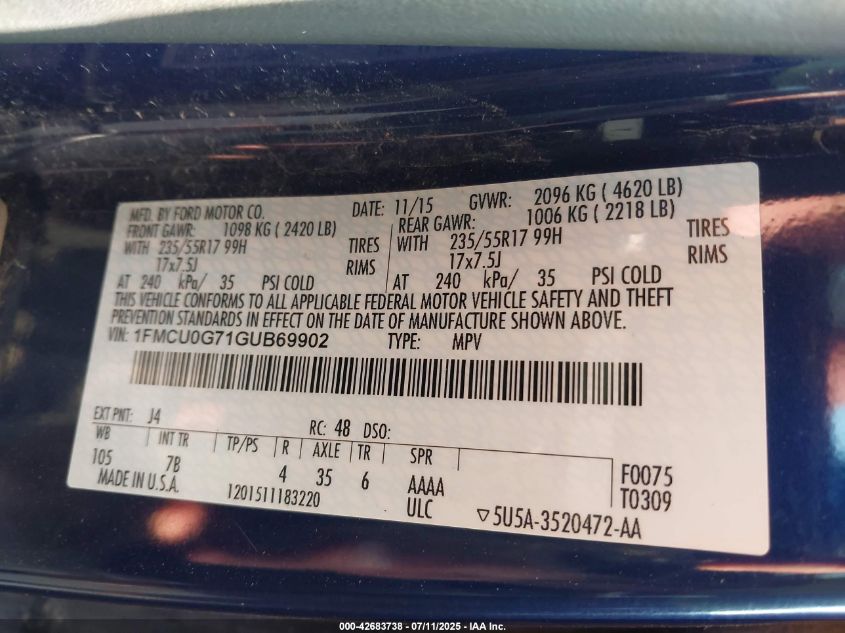 MFD. BY FORD MOTOR CO. DATE: 11/15 GVWR: 2096 KG ( 4620 LB)
FRONT GAWR: 1098 KG ( 2420 LB) REAR GAWR: 1006 KG ( 2218 LB)
WITH 235/55R17 99H TIRES WITH 235/55R17 99H TIRES
17x7.5J RIMS 17x7.5J RIMS
AT 240 kPa/ 35 PSI COLD AT 240 kPa/ 35 PSI COLD
THIS VEHICLE CONFORMS TO ALL APPLICABLE FEDERAL MOTOR VEHICLE SAFETY AND THEFT
PREVENTION STANDARDS IN EFFECT ON THE DATE OF MANUFACTURE SHOWN ABOVE.
VIN: 1FMCU0G71GUB69902 TYPE: MPV
EXT PNT: J4 RC: 48 DSO:
WB INT TR TP/PS R AXLE TR SPR
105 7B 4 35 6 AAAA F0075
MADE IN U.S.A. 1201511183220 ULC T0309
▽5U5A-3520472-AA
000-42683738 - 07/11/2025 - IAA Inc.